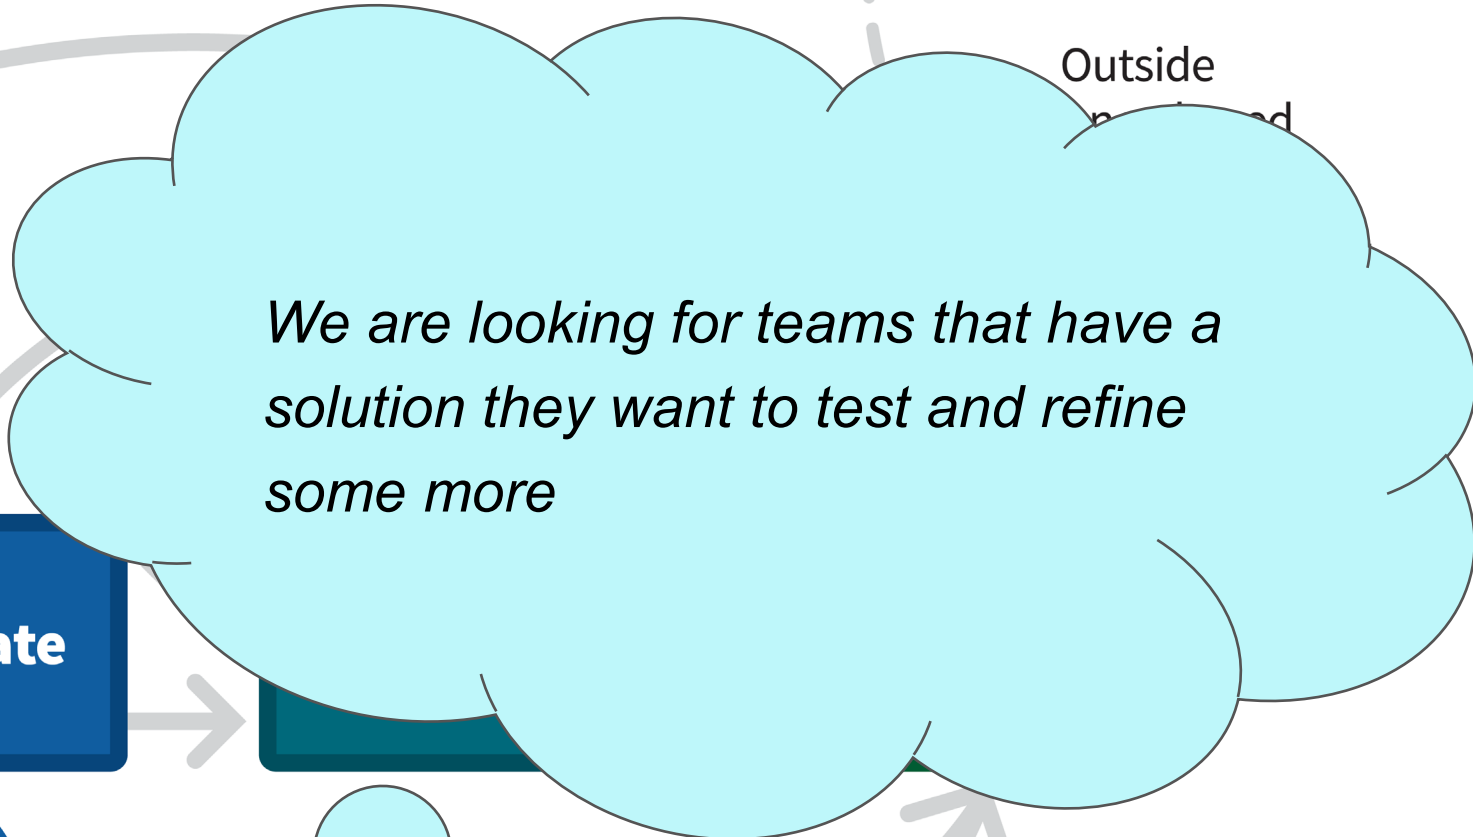 Outside
We are looking for teams that have a
solution they want to test and refine
some more
ate